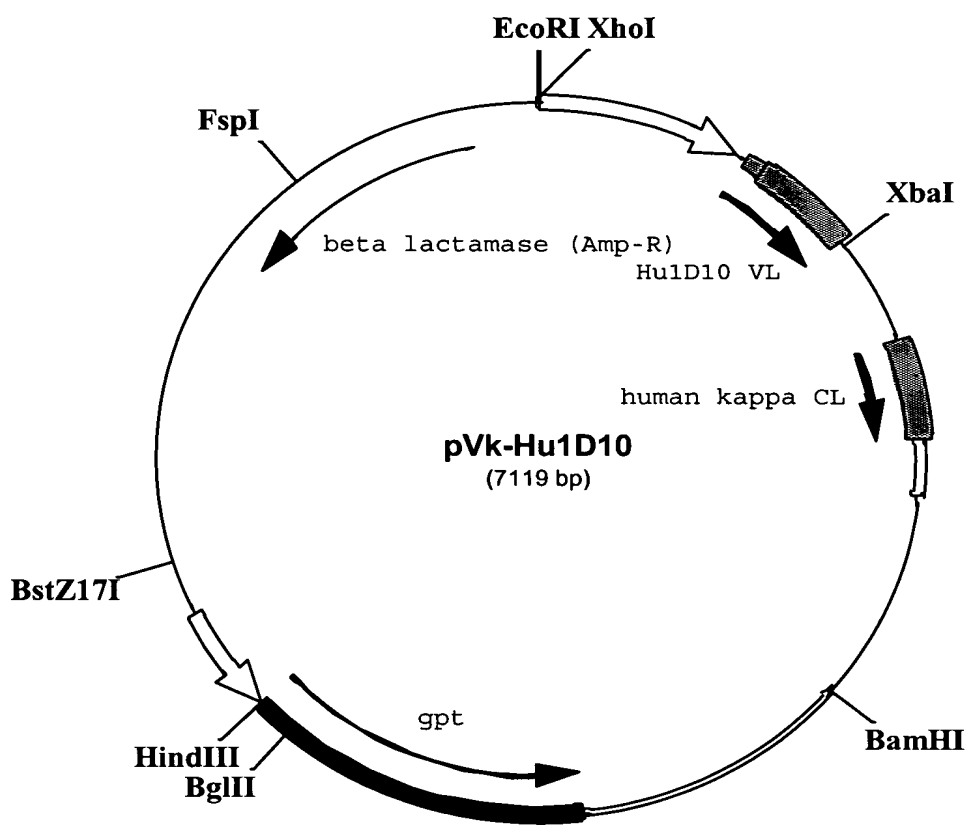 EcoRI XhoI
FspI
XbaI
beta lactamase (Amp-R)
Hu1D10 VL
human kappa CL
pVk-Hu1D10
(7119 bp)
BstZ17I
gpt
HindIII
BglII
BamHI